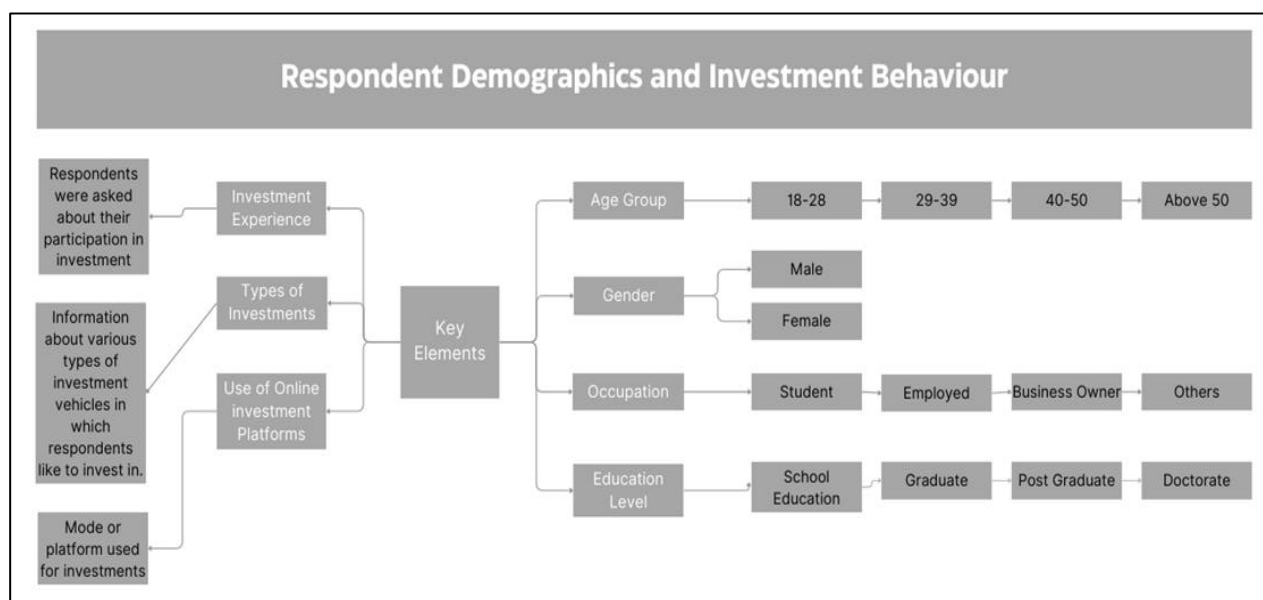 Respondent Demographics and Investment Behaviour
Respondents
were asked
about their
participation in
investment
Investment
Experience
Information
about various
types of
investment
vehicles in
which
respondents
like to invest in.
Types of
Investments
Mode or
platform used
for investments
Use of Online
investment
Platforms
Key
Elements
Age Group
18-28
29-39
40-50
Above 50
Gender
Male
Female
Occupation
Student
Employed
Business Owner
Others
Education
Level
School
Education
Graduate
Post Graduate
Doctorate